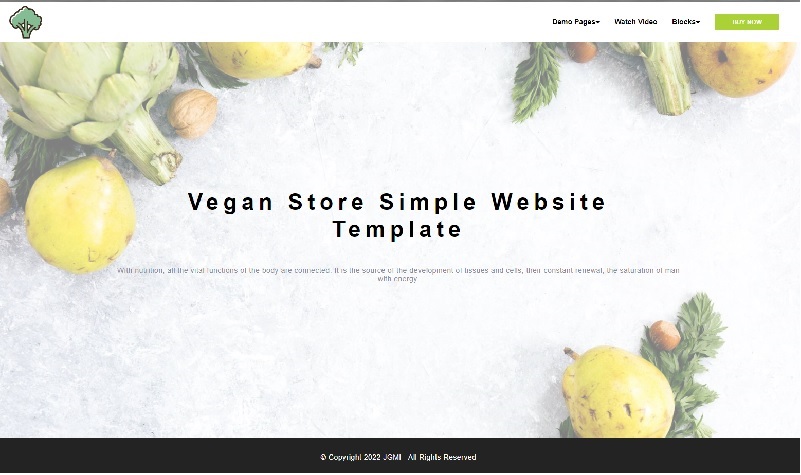 Demo Pages Watch Video Blocks BUY NOW
Vegan Store Simple Website
Template
With nutrition, all the vital functions of the body are connected. It is the source of the development of tissues and cells, their constant renewal, the saturation of man
with energy
© Copyright 2022 JGMI All Rights Reserved